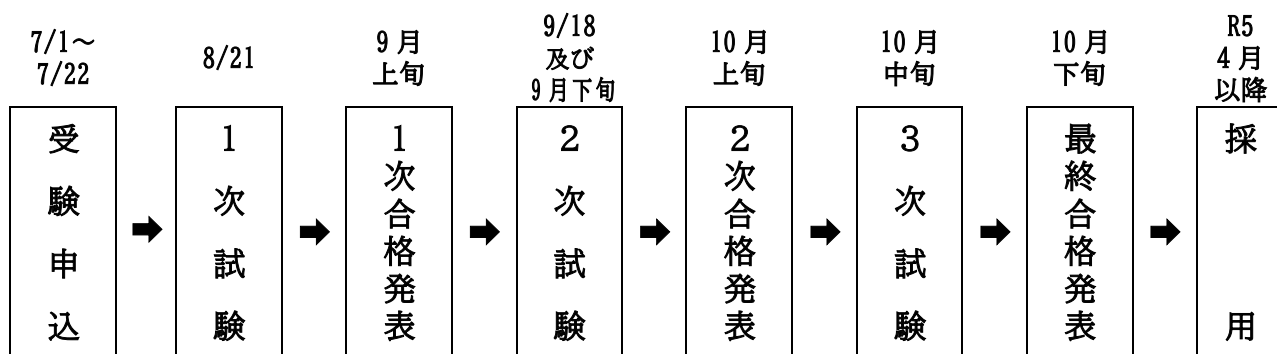 7/1～
7/22
受験申込
➡
8/21
1次試験
➡
9月
上旬
1次合格発表
➡
9/18
及び
9月下旬
2次試験
➡
10月
上旬
2次合格発表
➡
10月
中旬
3次試験
➡
10月
下旬
最終合格発表
➡
R5
4月
以降
採用